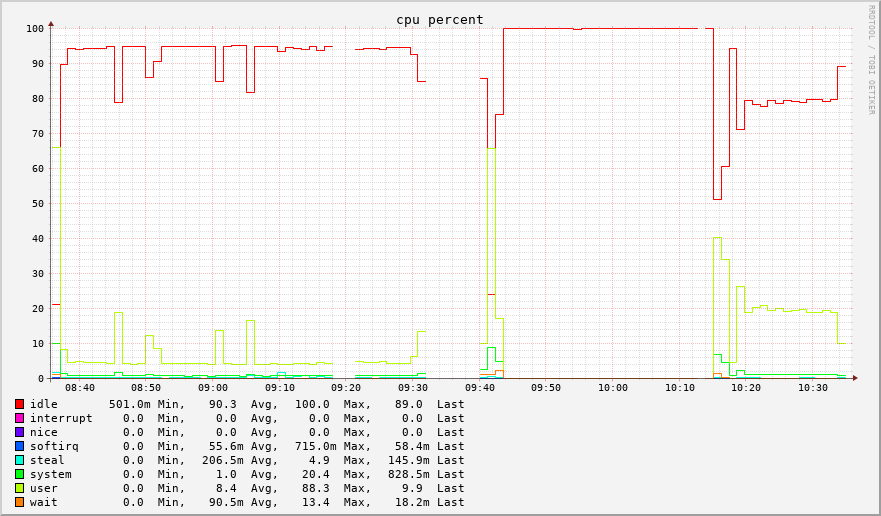 cpu percent
RRDTOOL / TOBI OETIKER
100
90
80
70
60
50
40
30
20
10
0
08:40 08:50 09:00 09:10 09:20 09:30 09:40 09:50 10:00 10:10 10:20 10:30
idle 501.0m Min, 90.3 Avg, 100.0 Max, 89.0 Last
interrupt 0.0 Min, 0.0 Avg, 0.0 Max, 0.0 Last
nice 0.0 Min, 0.0 Avg, 0.0 Max, 0.0 Last
softirq 0.0 Min, 55.6m Avg, 715.0m Max, 58.4m Last
steal 0.0 Min, 206.5m Avg, 4.9 Max, 145.9m Last
system 0.0 Min, 1.0 Avg, 20.4 Max, 828.5m Last
user 0.0 Min, 8.4 Avg, 88.3 Max, 9.9 Last
wait 0.0 Min, 90.5m Avg, 13.4 Max, 18.2m Last